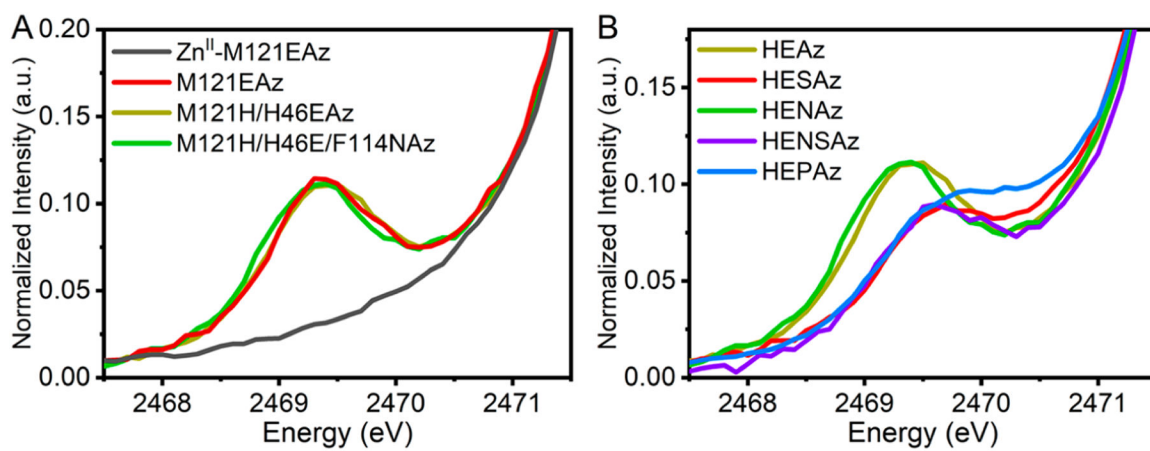 A
Normalized Intensity (a.u.)
0.20
0.15
0.10
0.05
0.00
Znᴵᴵ-M121EAz
M121EAz
M121H/H46EAz
M121H/H46E/F114NAz
2468 2469 2470 2471
Energy (eV)
B
Normalized Intensity (a.u.)
0.15
0.10
0.05
0.00
HEAz
HESAz
HENAz
HENSAz
HEPAz
2468 2469 2470 2471
Energy (eV)